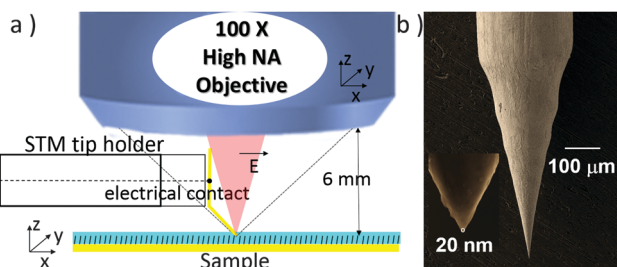 a )
100 X
High NA
Objective
z
y
x
STM tip holder
E
electrical contact
6 mm
z
y
x
Sample
b )
100 μm
20 nm